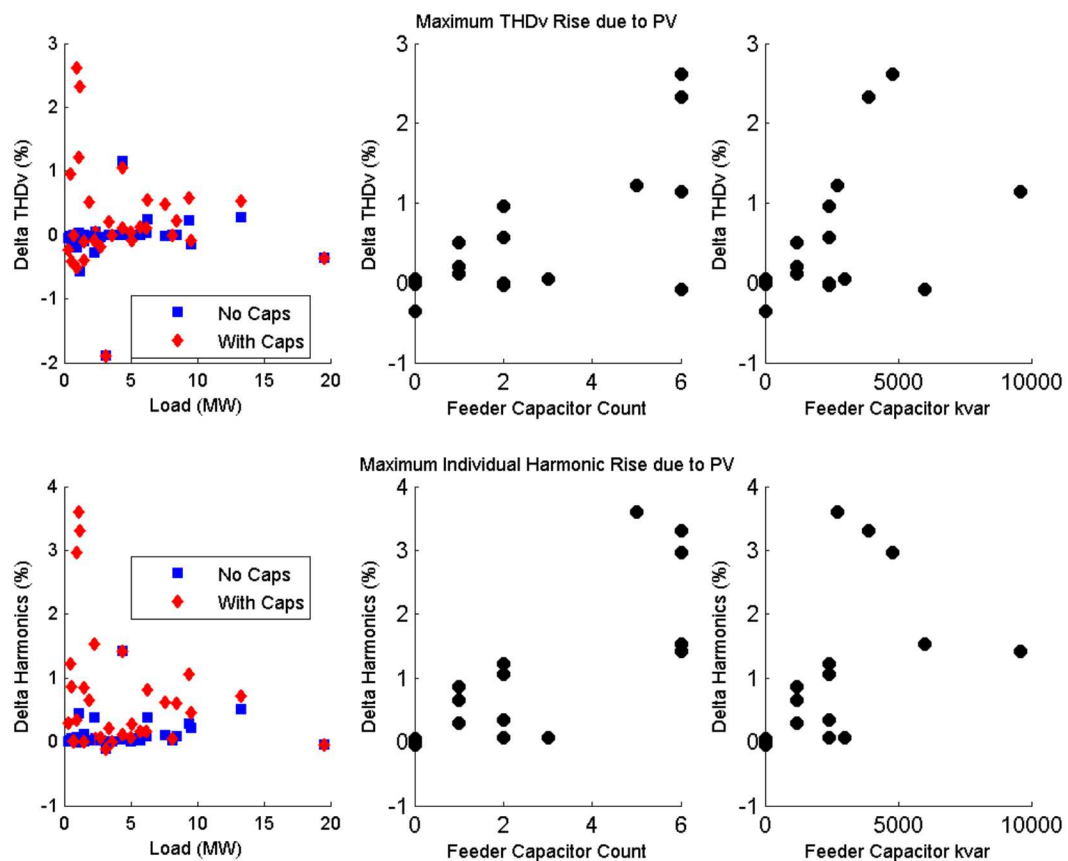 Maximum THDv Rise due to PV
3
2
1
0
-1
-2
Delta THDv (%)
No Caps
With Caps
0 5 10 15 20
Load (MW)
3
2
1
0
-1
Delta THDv (%)
0 2 4 6
Feeder Capacitor Count
3
2
1
0
-1
Delta THDv (%)
0 5000 10000
Feeder Capacitor kvar
Maximum Individual Harmonic Rise due to PV
4
3
2
1
0
-1
Delta Harmonics (%)
No Caps
With Caps
0 5 10 15 20
Load (MW)
4
3
2
1
0
-1
Delta Harmonics (%)
0 2 4 6
Feeder Capacitor Count
4
3
2
1
0
-1
Delta Harmonics (%)
0 5000 10000
Feeder Capacitor kvar